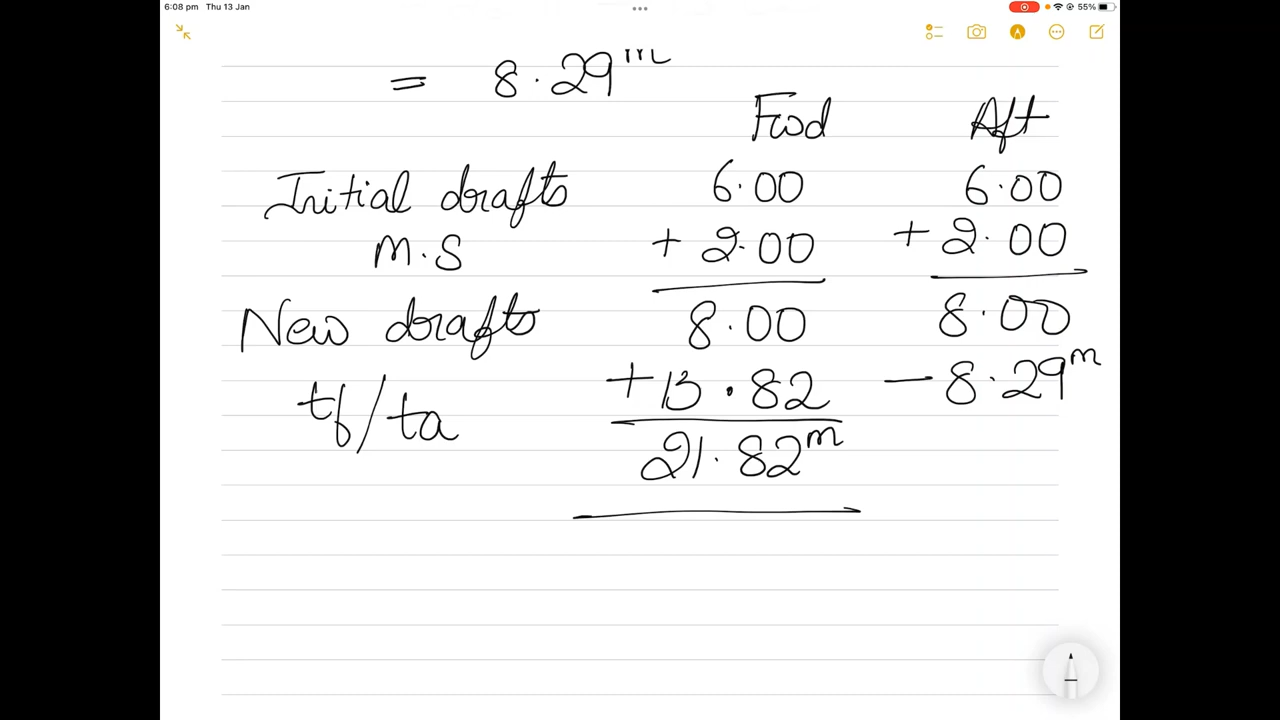 6:08 pm Thu 13 Jan 55%
= 8.29m
Fwd Aft
Initial drafts 6.00 6.00
M.S + 2.00 + 2.00
New drafts 8.00 8.00
tf/ta +13.82 - 8.29m
21.82m